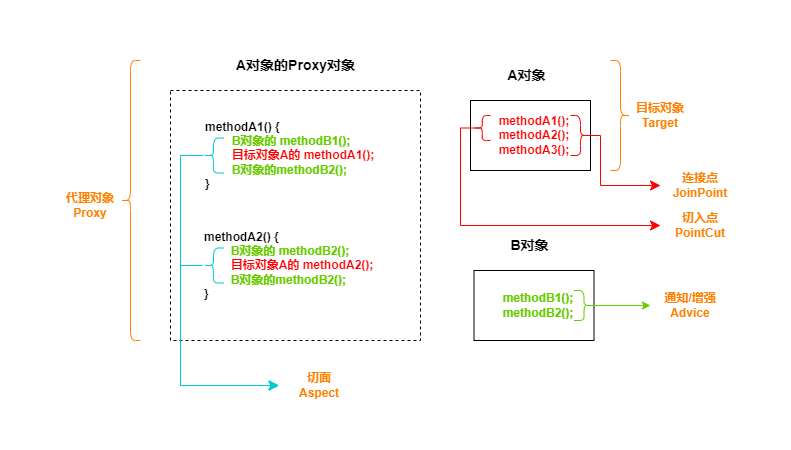 A对象的Proxy对象
methodA1() {
B对象的 methodB1();
目标对象A的 methodA1();
B对象的methodB2();
}
methodA2() {
B对象的 methodB2();
目标对象A的 methodA2();
B对象的methodB2();
}
代理对象
Proxy
切面
Aspect
A对象
methodA1();
methodA2();
methodA3();
目标对象
Target
连接点
JoinPoint
切入点
PointCut
B对象
methodB1();
methodB2();
通知/增强
Advice